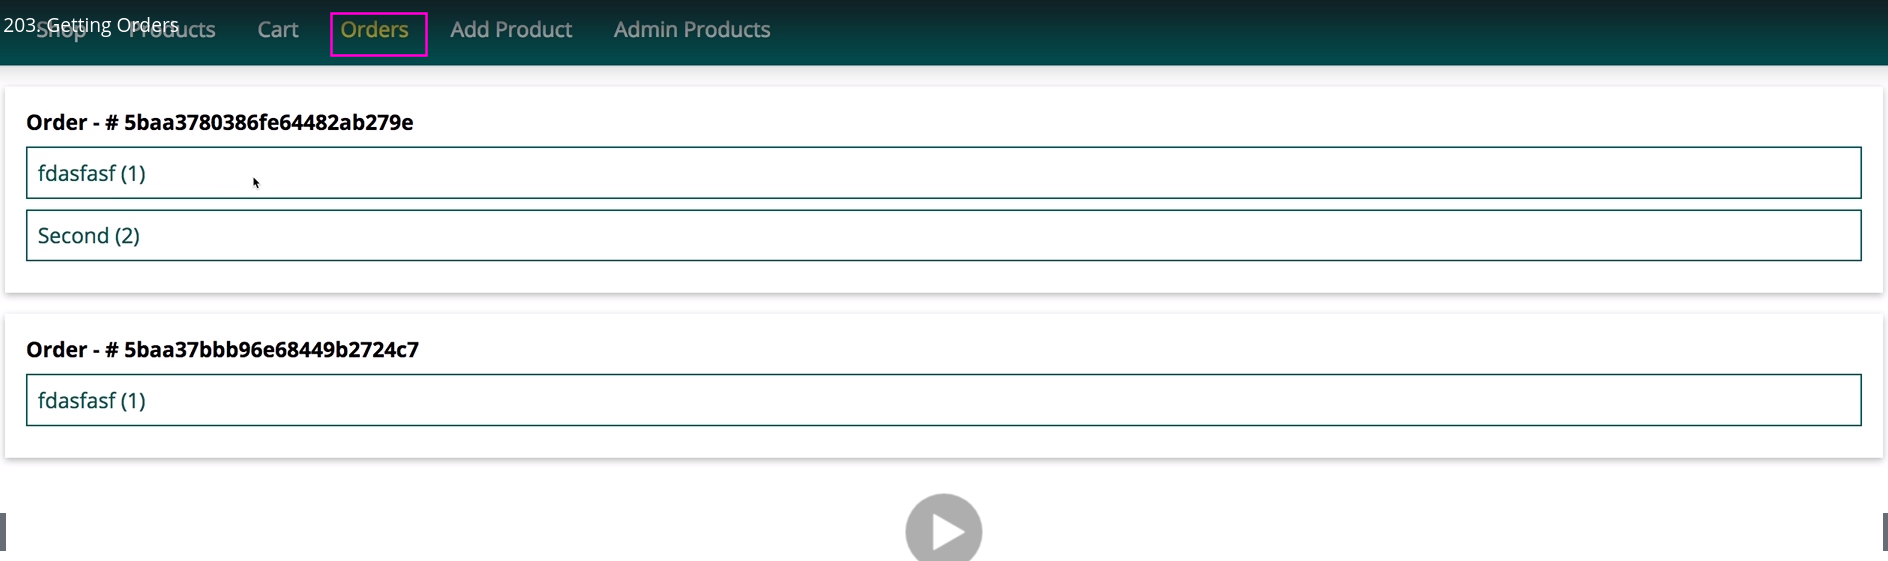 203. Getting Orders
Shop Products Cart Orders Add Product Admin Products
Order - # 5baa3780386fe64482ab279e
fdasfasf (1)
Second (2)
Order - # 5baa37bbb96e68449b2724c7
fdasfasf (1)